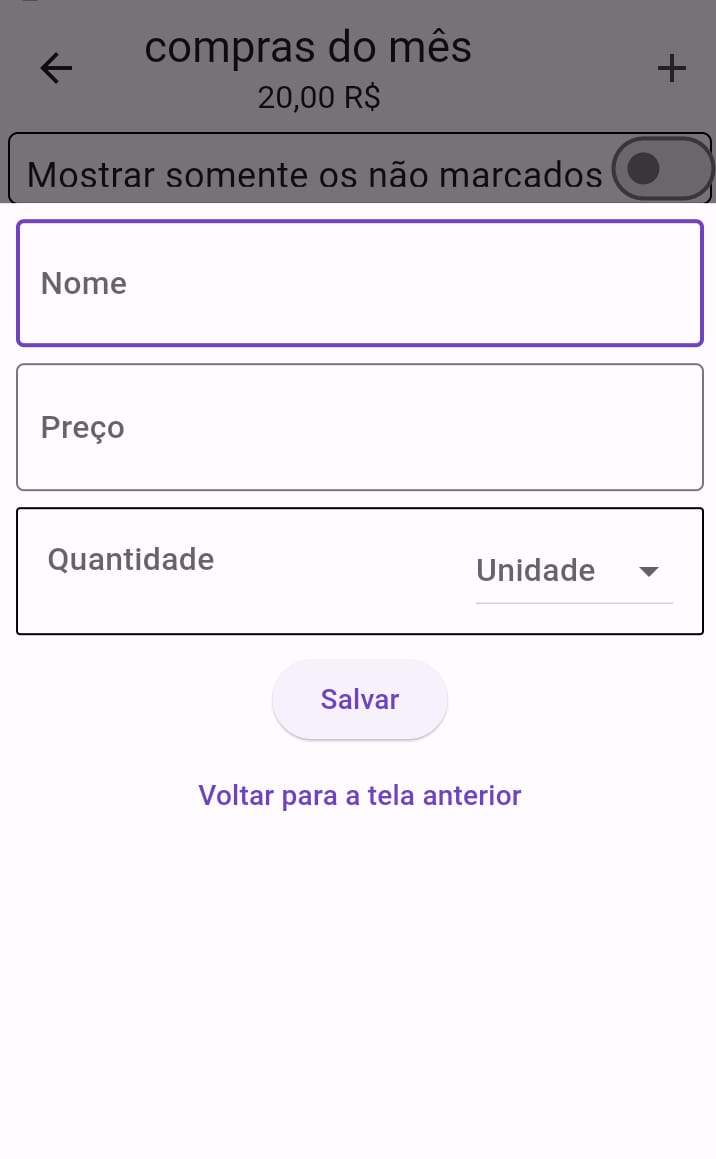 compras do mês
20,00 R$
Mostrar somente os não marcados
Nome
Preço
Quantidade
Unidade
Salvar
Voltar para a tela anterior